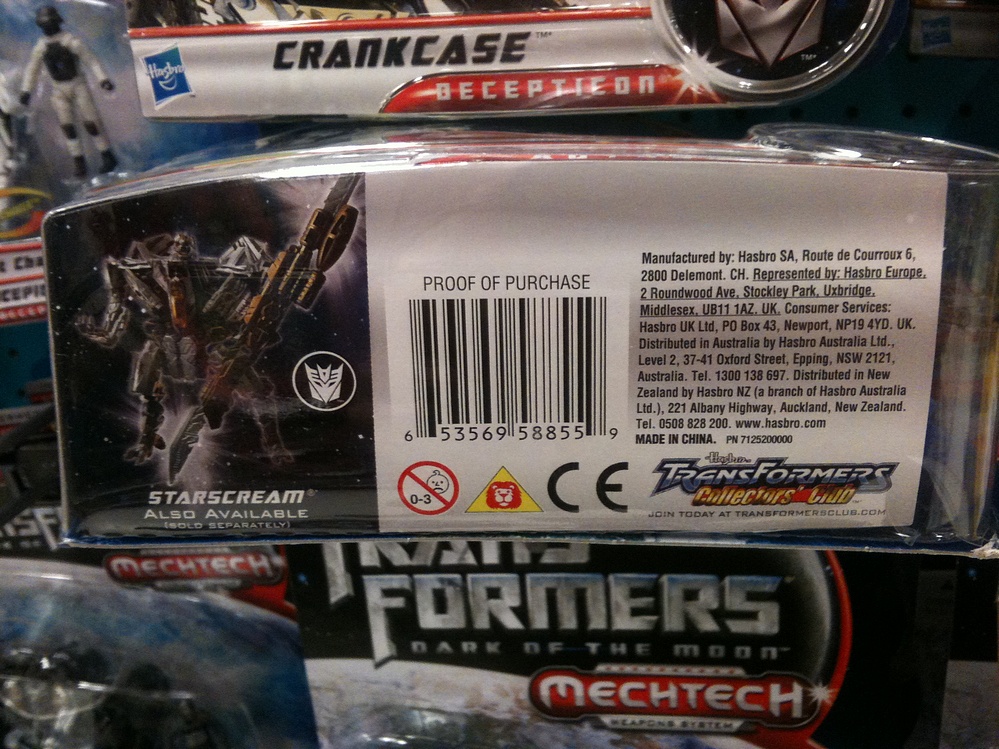 Hasbro
CRANKCASE™
DECEPTICON
TM
PROOF OF PURCHASE
6 53569 58855 9
0-3
CE
Manufactured by: Hasbro SA, Route de Courroux 6,
2800 Delemont. CH. Represented by: Hasbro Europe,
2 Roundwood Ave, Stockley Park, Uxbridge,
Middlesex, UB11 1AZ. UK. Consumer Services:
Hasbro UK Ltd, PO Box 43, Newport, NP19 4YD. UK.
Distributed in Australia by Hasbro Australia Ltd.,
Level 2, 37-41 Oxford Street, Epping, NSW 2121,
Australia. Tel. 1300 138 697. Distributed in New
Zealand by Hasbro NZ (a branch of Hasbro Australia
Ltd.), 221 Albany Highway, Auckland, New Zealand.
Tel. 0508 828 200. www.hasbro.com
MADE IN CHINA. PN 7125200000
Hasbro
TRANSFORMERS
Collectors' Club™
JOIN TODAY AT TRANSFORMERSCLUB.COM
STARSCREAM®
ALSO AVAILABLE
(SOLD SEPARATELY)
MECHTECH
TRANS
FORMERS
DARK OF THE MOON™
MECHTECH
WEAPONS SYSTEM